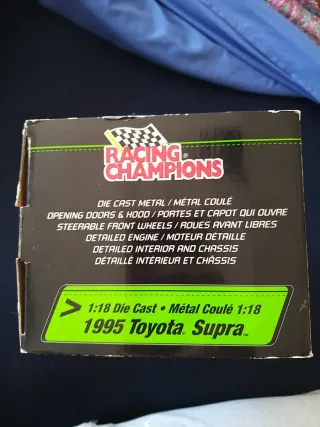 RACING
CHAMPIONS
DIE CAST METAL / MÉTAL COULÉ
OPENING DOORS & HOOD / PORTES ET CAPOT QUI OUVRE
STEERABLE FRONT WHEELS / ROUES AVANT LIBRES
DETAILED ENGINE / MOTEUR DÉTAILLE
DETAILED INTERIOR AND CHASSIS
DÉTAILLÉ INTÉRIEUR ET CHÂSSIS
> 1:18 Die Cast • Métal Coulé 1:18
1995 Toyota® Supra™